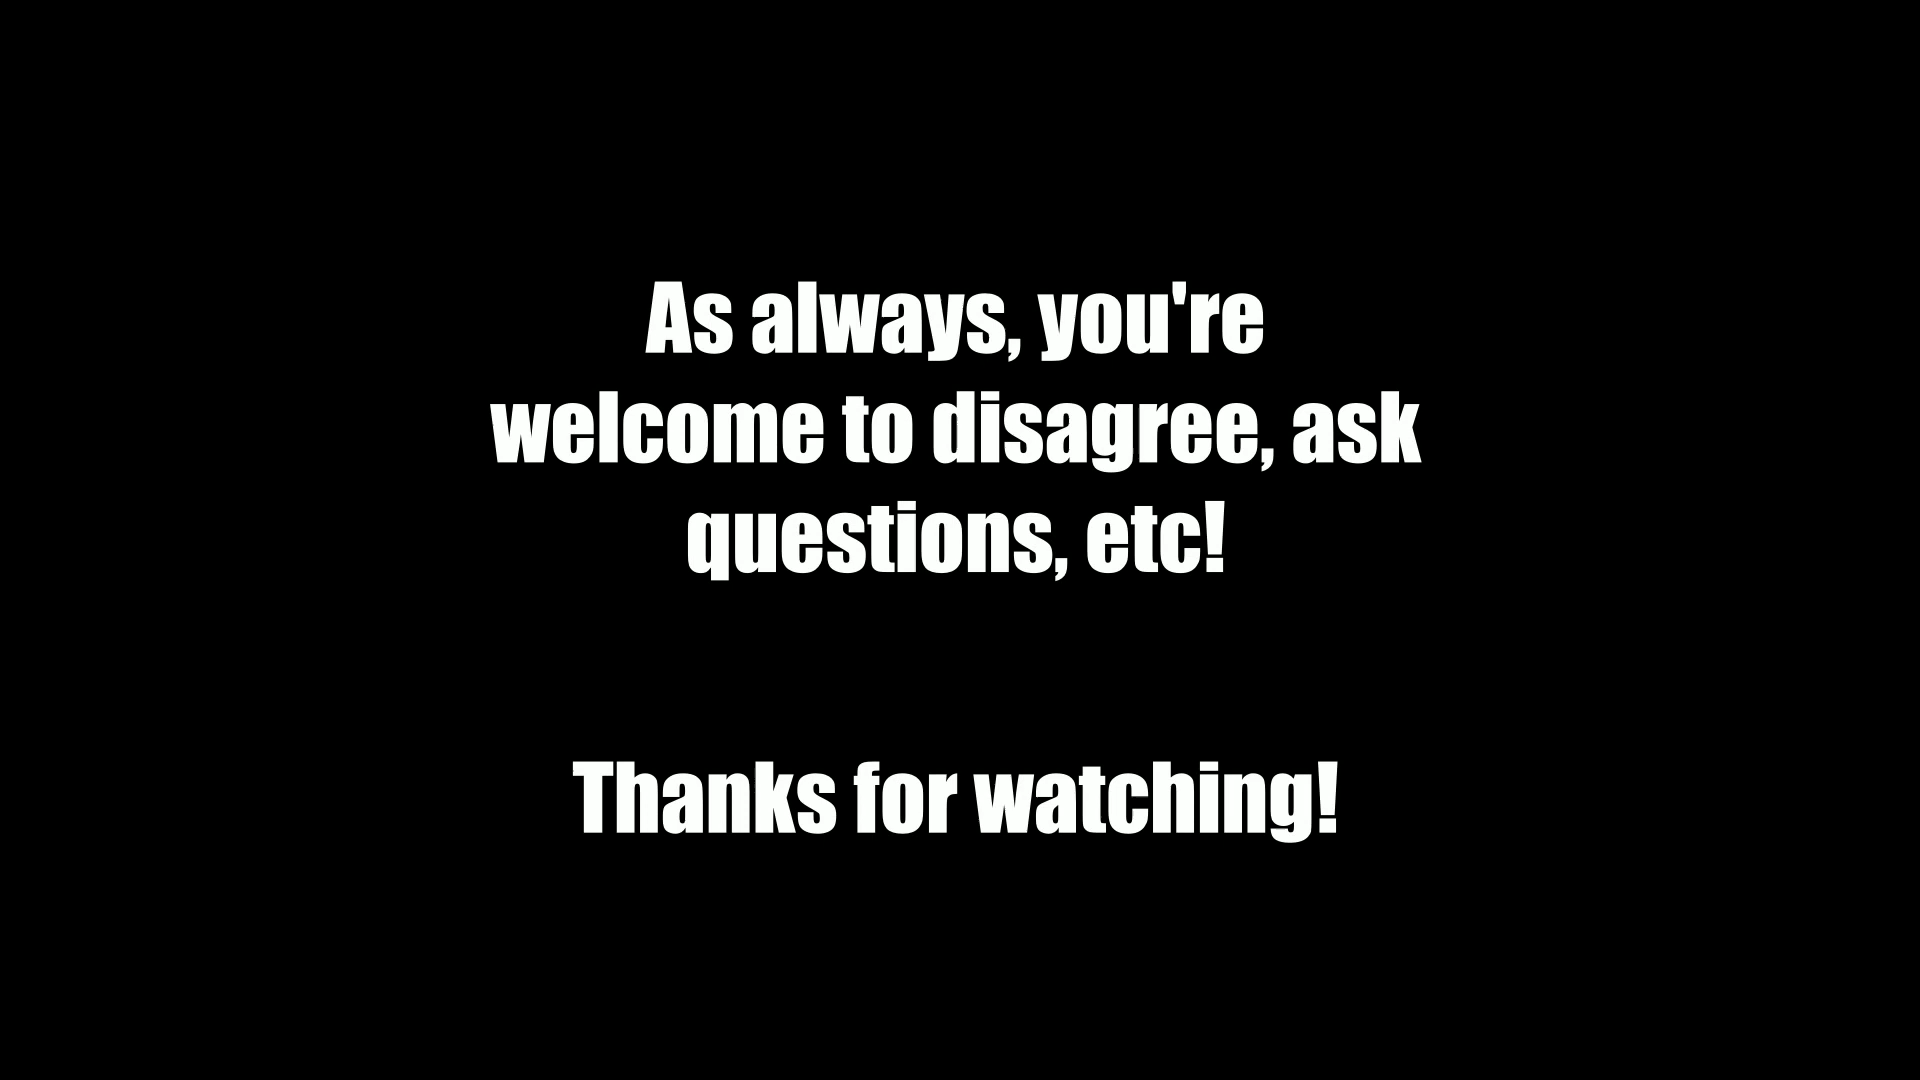 As always, you're
welcome to disagree, ask
questions, etc!
Thanks for watching!